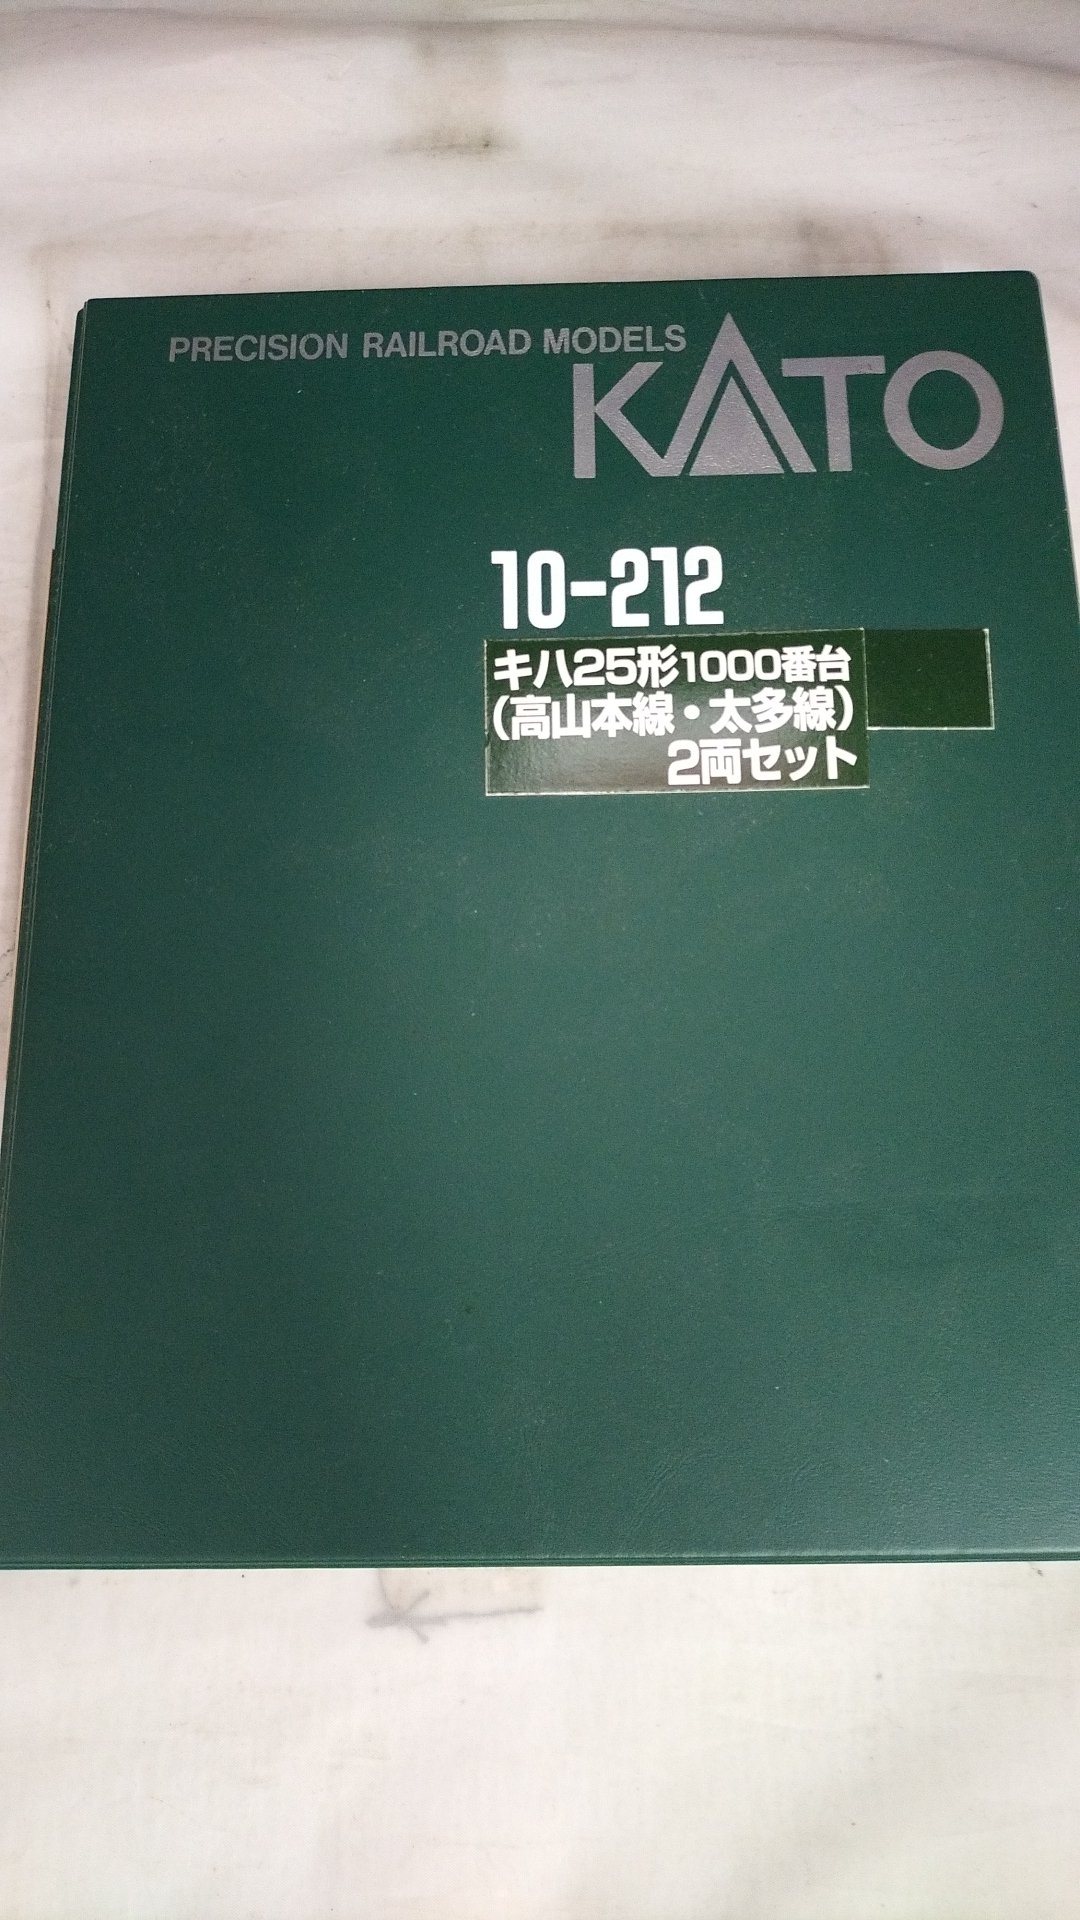 PRECISION RAILROAD MODELS
KATO
10-212
キハ25形1000番台
(高山本線・太多線)
2両セット